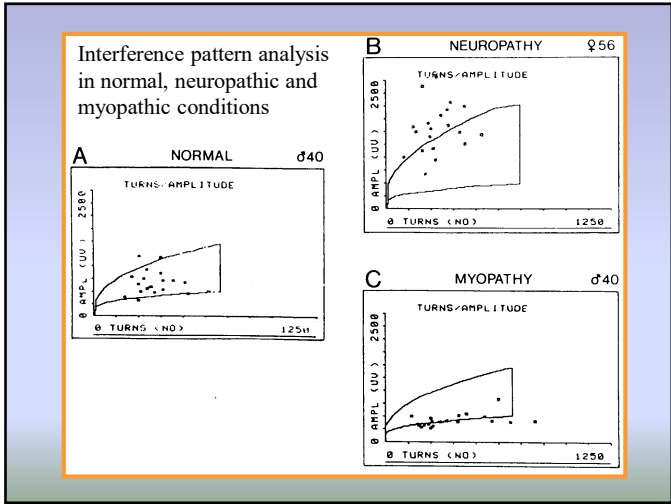 Interference pattern analysis
in normal, neuropathic and
myopathic conditions
A NORMAL ♂40
TURNS/AMPLITUDE
0 AMPL (UV) 2500
0 TURNS (NO) 1250
B NEUROPATHY ♀56
TURNS/AMPLITUDE
0 AMPL (UV) 2500
0 TURNS (NO) 1250
C MYOPATHY ♂40
TURNS/AMPLITUDE
0 AMPL (UV) 2500
0 TURNS (NO) 1250